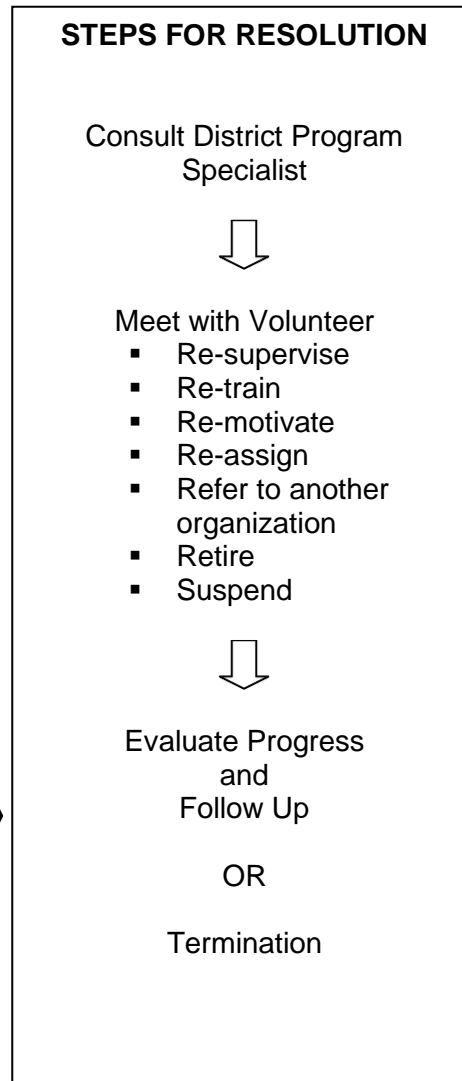 STEPS FOR RESOLUTION
Consult District Program
Specialist
Meet with Volunteer
▪ Re-supervise
▪ Re-train
▪ Re-motivate
▪ Re-assign
▪ Refer to another
organization
▪ Retire
▪ Suspend
Evaluate Progress
and
Follow Up
OR
Termination